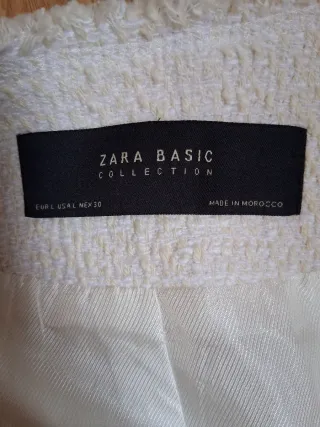 ZARA BASIC
COLLECTION
EUR L USA L MEX 30 MADE IN MOROCCO